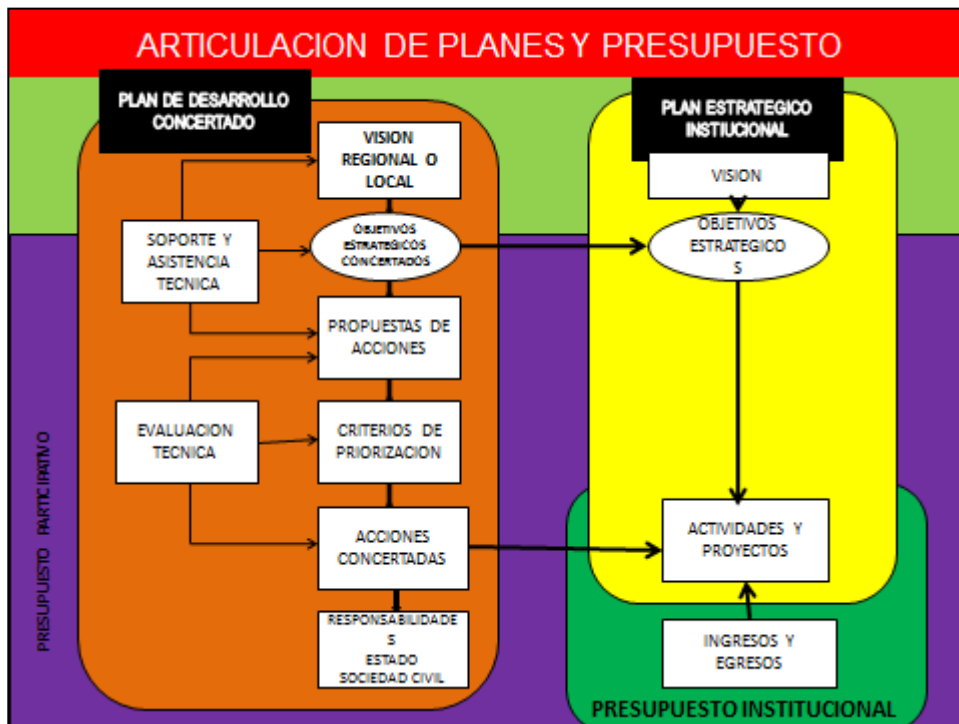 ARTICULACION DE PLANES Y PRESUPUESTO
PLAN DE DESARROLLO
CONCERTADO
VISION
REGIONAL O
LOCAL
SOPORTE Y
ASISTENCIA
TECNICA
OBJETIVOS
ESTRATEGICOS
CONCERTADOS
PROPUESTAS DE
ACCIONES
EVALUACION
TECNICA
CRITERIOS DE
PRIORIZACION
ACCIONES
CONCERTADAS
RESPONSABILIDADE
S
ESTADO
SOCIEDAD CIVIL
PRESUPUESTO PARTICIPATIVO
PLAN ESTRATEGICO
INSTIUCIONAL
VISION
OBJETIVOS
ESTRATEGICO
S
ACTIVIDADES Y
PROYECTOS
INGRESOS Y
EGRESOS
PRESUPUESTO INSTITUCIONAL